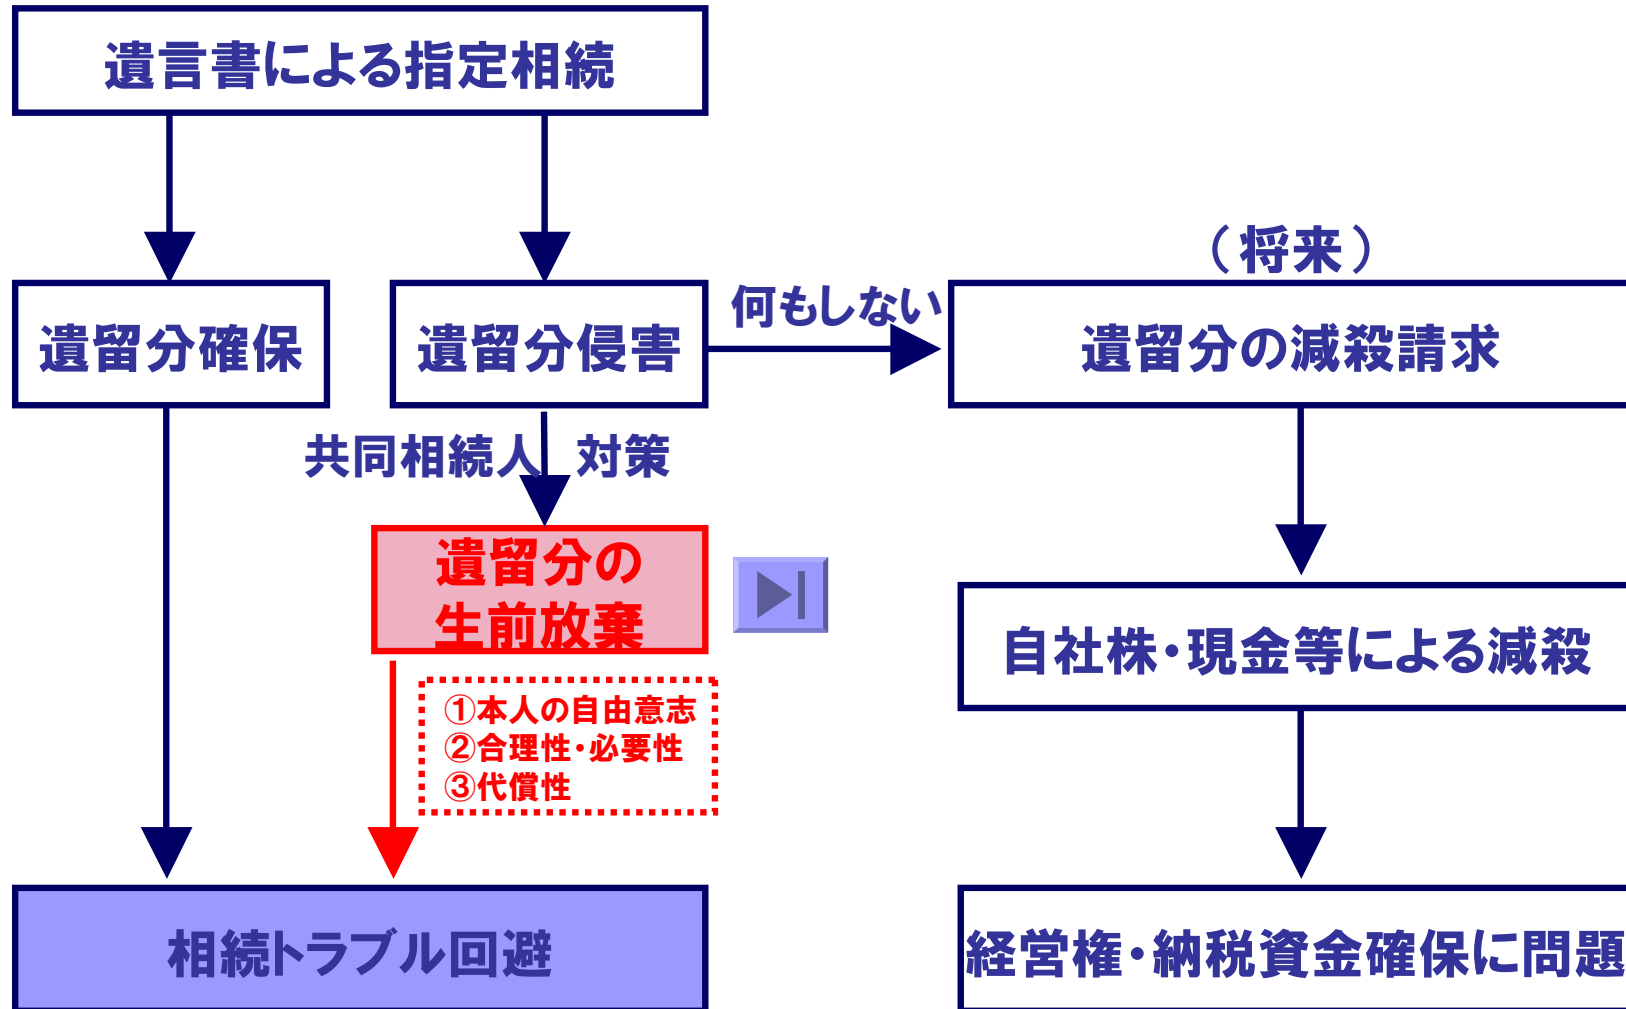 遺言書による指定相続
(将来)
遺留分確保
遺留分侵害
何もしない
遺留分の減殺請求
共同相続人 対策
遺留分の
生前放棄
自社株・現金等による減殺
①本人の自由意志
②合理性・必要性
③代償性
相続トラブル回避
経営権・納税資金確保に問題